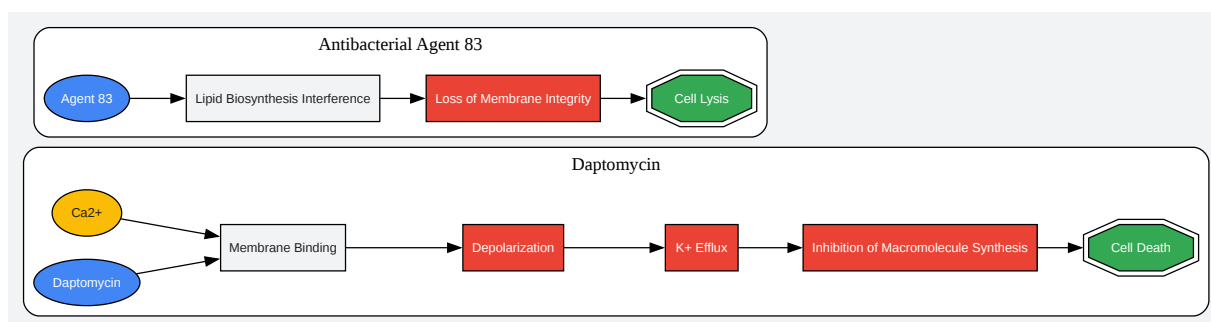 Antibacterial Agent 83
Agent 83
Lipid Biosynthesis Interference
Loss of Membrane Integrity
Cell Lysis
Daptomycin
Ca2+
Daptomycin
Membrane Binding
Depolarization
K+ Efflux
Inhibition of Macromolecule Synthesis
Cell Death